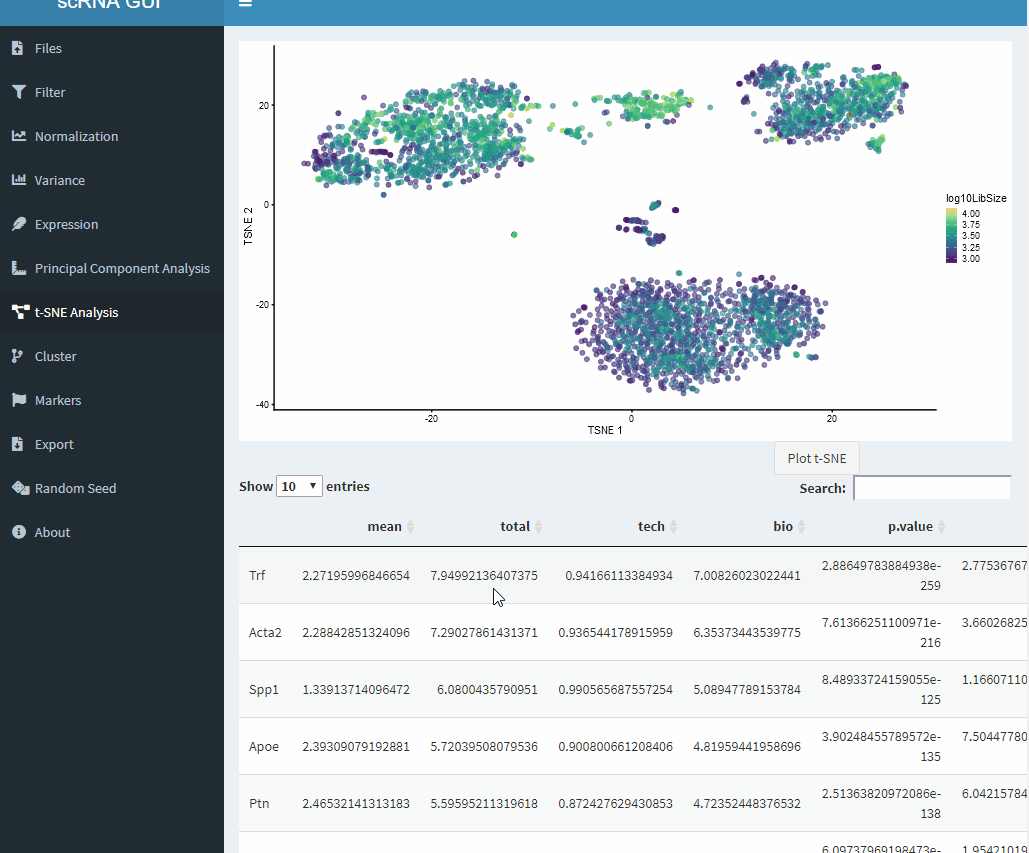 scRNA GUI
Files
Filter
Normalization
Variance
Expression
Principal Component Analysis
t-SNE Analysis
Cluster
Markers
Export
Random Seed
About
20
0
-20
-40
TSNE 2
-20
0
20
TSNE 1
log10LibSize
4.00
3.75
3.50
3.25
3.00
Plot t-SNE
Show 10 entries
Search:
mean total tech bio p.value
Trf 2.27195996846654 7.94992136407375 0.94166113384934 7.00826023022441 2.88649783884938e-259 2.77536767
Acta2 2.28842851324096 7.29027861431371 0.936544178915959 6.35373443539775 7.61366251100971e-216 3.66026825
Spp1 1.33913714096472 6.0800435790951 0.990565687557254 5.08947789153784 8.48933724159055e-125 1.16607110
Apoe 2.39309079192881 5.72039508079536 0.900800661208406 4.81959441958696 3.90248455789572e-135 7.50447780
Ptn 2.46532141313183 5.59595211319618 0.872427629430853 4.72352448376532 2.51363820972086e-138 6.04215784
6.09737969198473e- 1.95421019